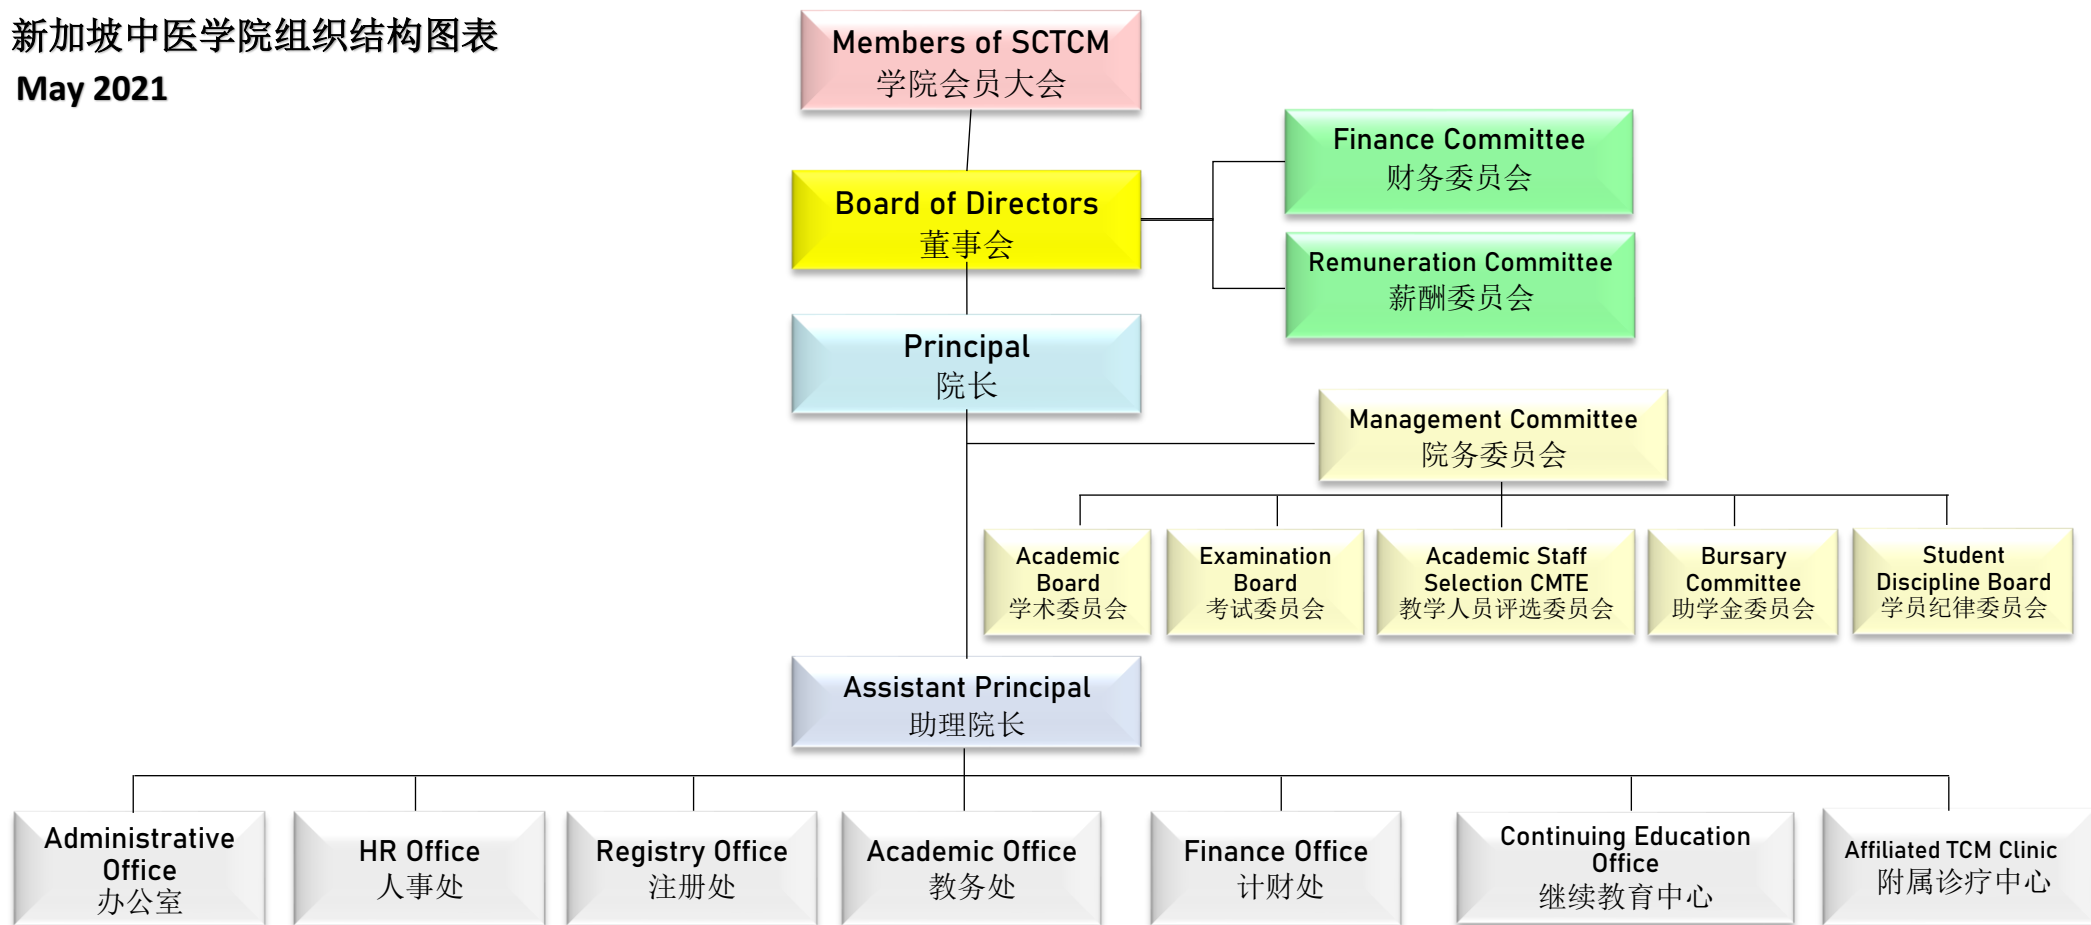 新加坡中医学院组织结构图表
May 2021
Members of SCTCM
学院会员大会
Finance Committee
财务委员会
Board of Directors
董事会
Remuneration Committee
薪酬委员会
Principal
院长
Management Committee
院务委员会
Academic
Board
学术委员会
Examination
Board
考试委员会
Academic Staff
Selection CMTE
教学人员评选委员会
Bursary
Committee
助学金委员会
Student
Discipline Board
学员纪律委员会
Assistant Principal
助理院长
Administrative
Office
办公室
HR Office
人事处
Registry Office
注册处
Academic Office
教务处
Finance Office
计财处
Continuing Education
Office
继续教育中心
Affiliated TCM Clinic
附属诊疗中心